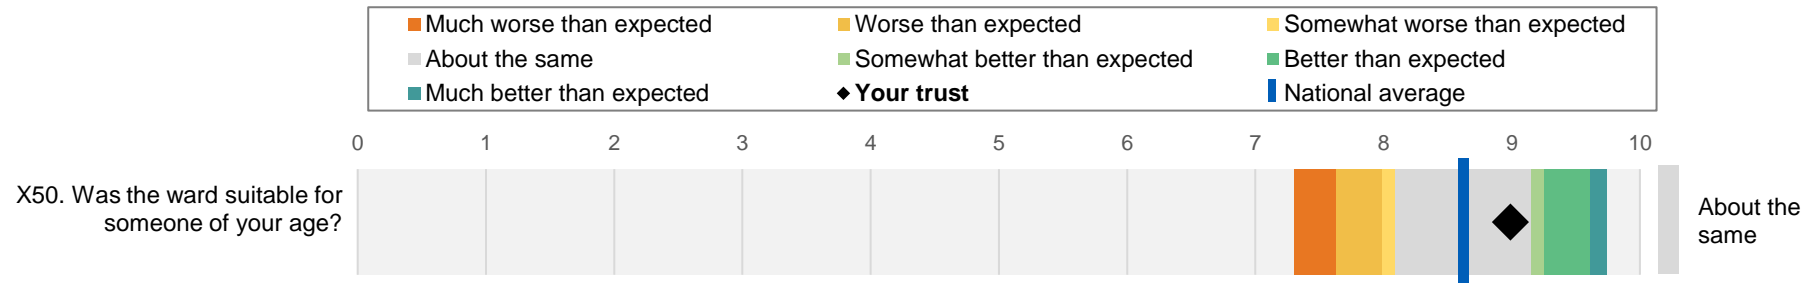 Much worse than expected
Worse than expected
Somewhat worse than expected
About the same
Somewhat better than expected
Better than expected
Much better than expected
Your trust
National average
0 1 2 3 4 5 6 7 8 9 10
X50. Was the ward suitable for
someone of your age?
About the
same